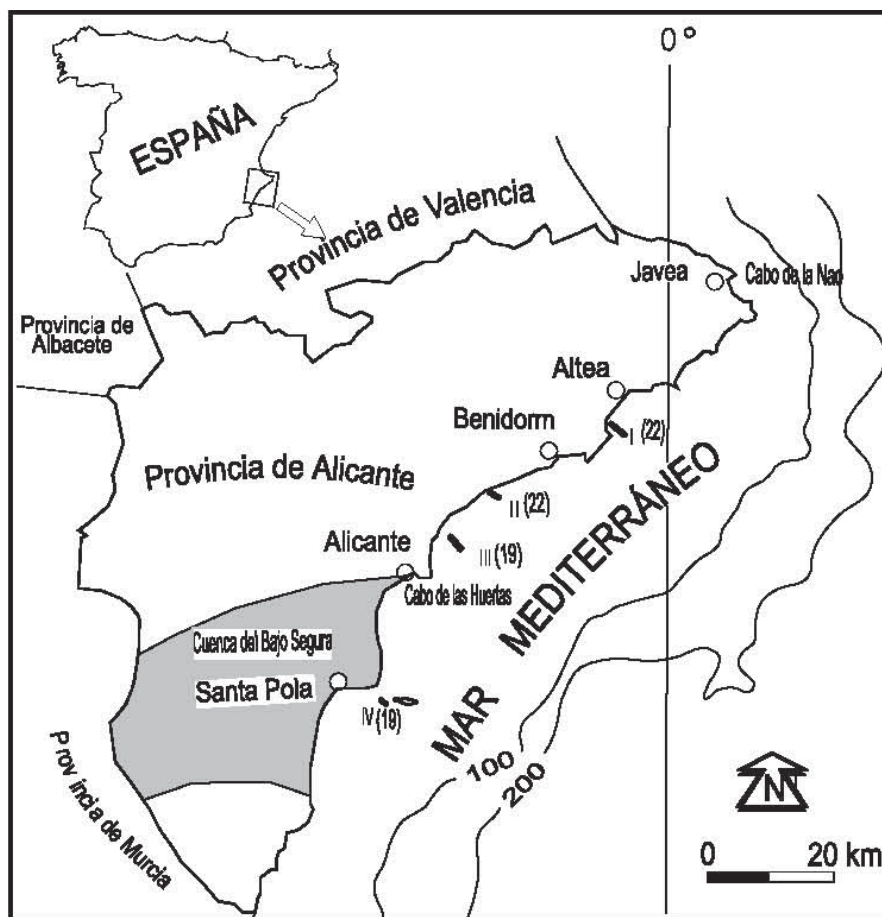 0 °
ESPAÑA
Provincia de Valencia
Javea
Cabo de la Nao
Provincia de
Albacete
Altea
Benidorm
I (22)
Provincia de Alicante
II (22)
Alicante
III (19)
Cabo de las Huertas
MAR MEDITERRÁNEO
Cuenca del Bajo Segura
Santa Pola
IV (19)
Provincia de Murcia
100
200
N
0 20 km